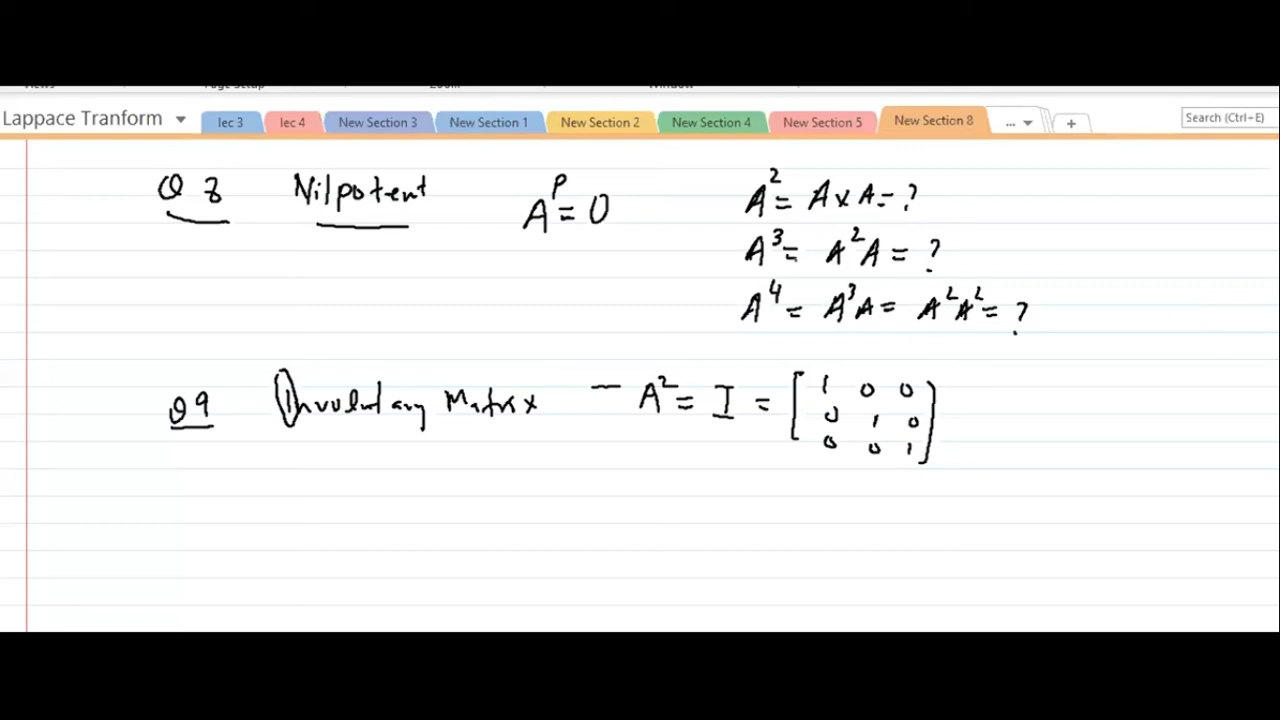 Lappace Tranform lec 3 lec 4 New Section 3 New Section 1 New Section 2 New Section 4 New Section 5 New Section 8 ... + Search (Ctrl+E)
Q 8 Nilpotent A^P = 0
A^2 = A × A = ?
A^3 = A^2 A = ?
A^4 = A^3 A = A^2 A^2 = ?
Q 9 Involutary Matrix — A^2 = I = [ 1 0 0
0 1 0
0 0 1 ]